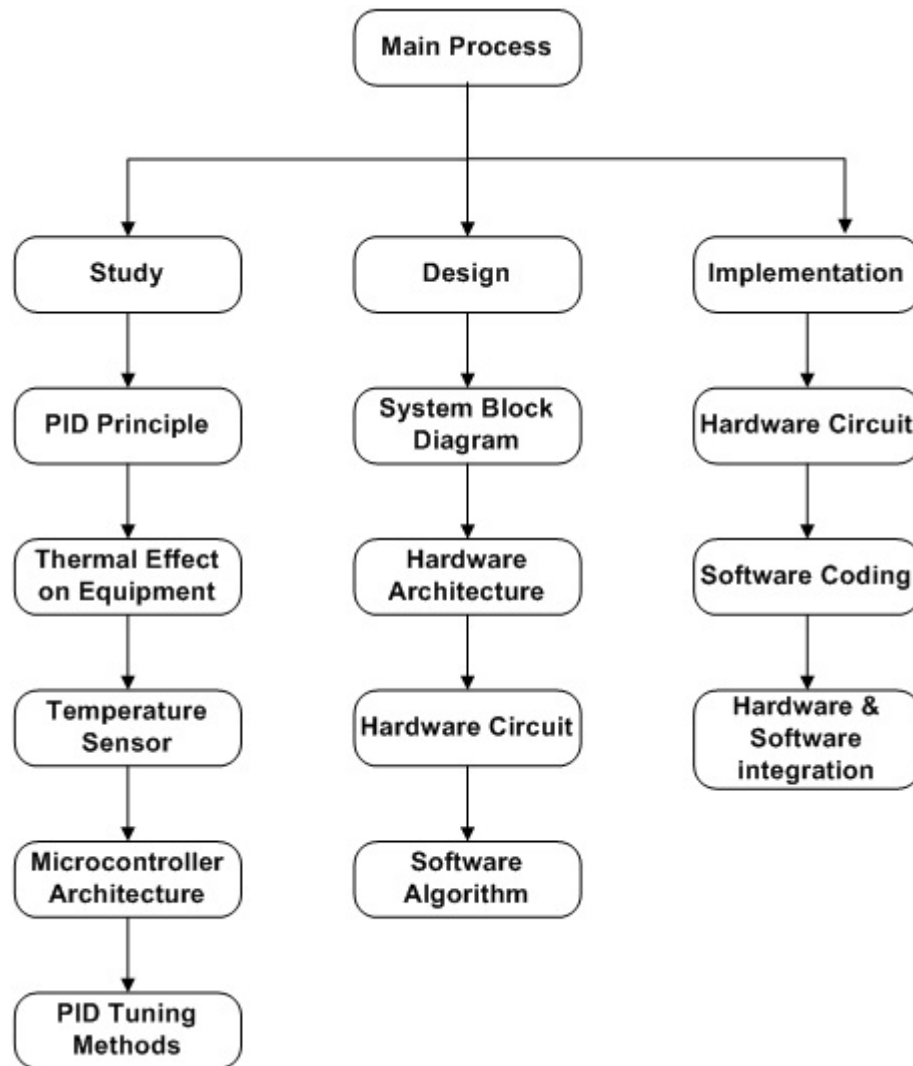 Main Process
Study
Design
Implementation
PID Principle
System Block
Diagram
Hardware Circuit
Thermal Effect
on Equipment
Hardware
Architecture
Software Coding
Temperature
Sensor
Hardware Circuit
Hardware &
Software
integration
Microcontroller
Architecture
Software
Algorithm
PID Tuning
Methods